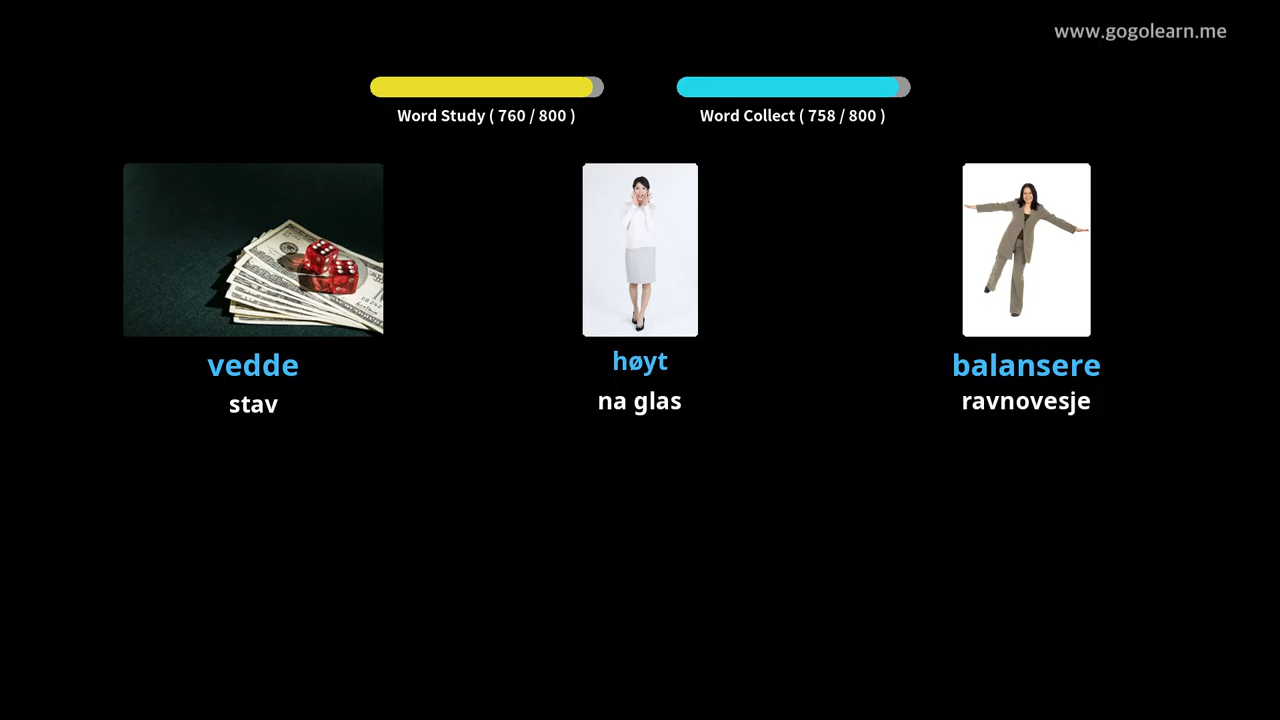 www.gogolearn.me
Word Study ( 760 / 800 )
Word Collect ( 758 / 800 )
vedde
høyt
balansere
stav
na glas
ravnovesje